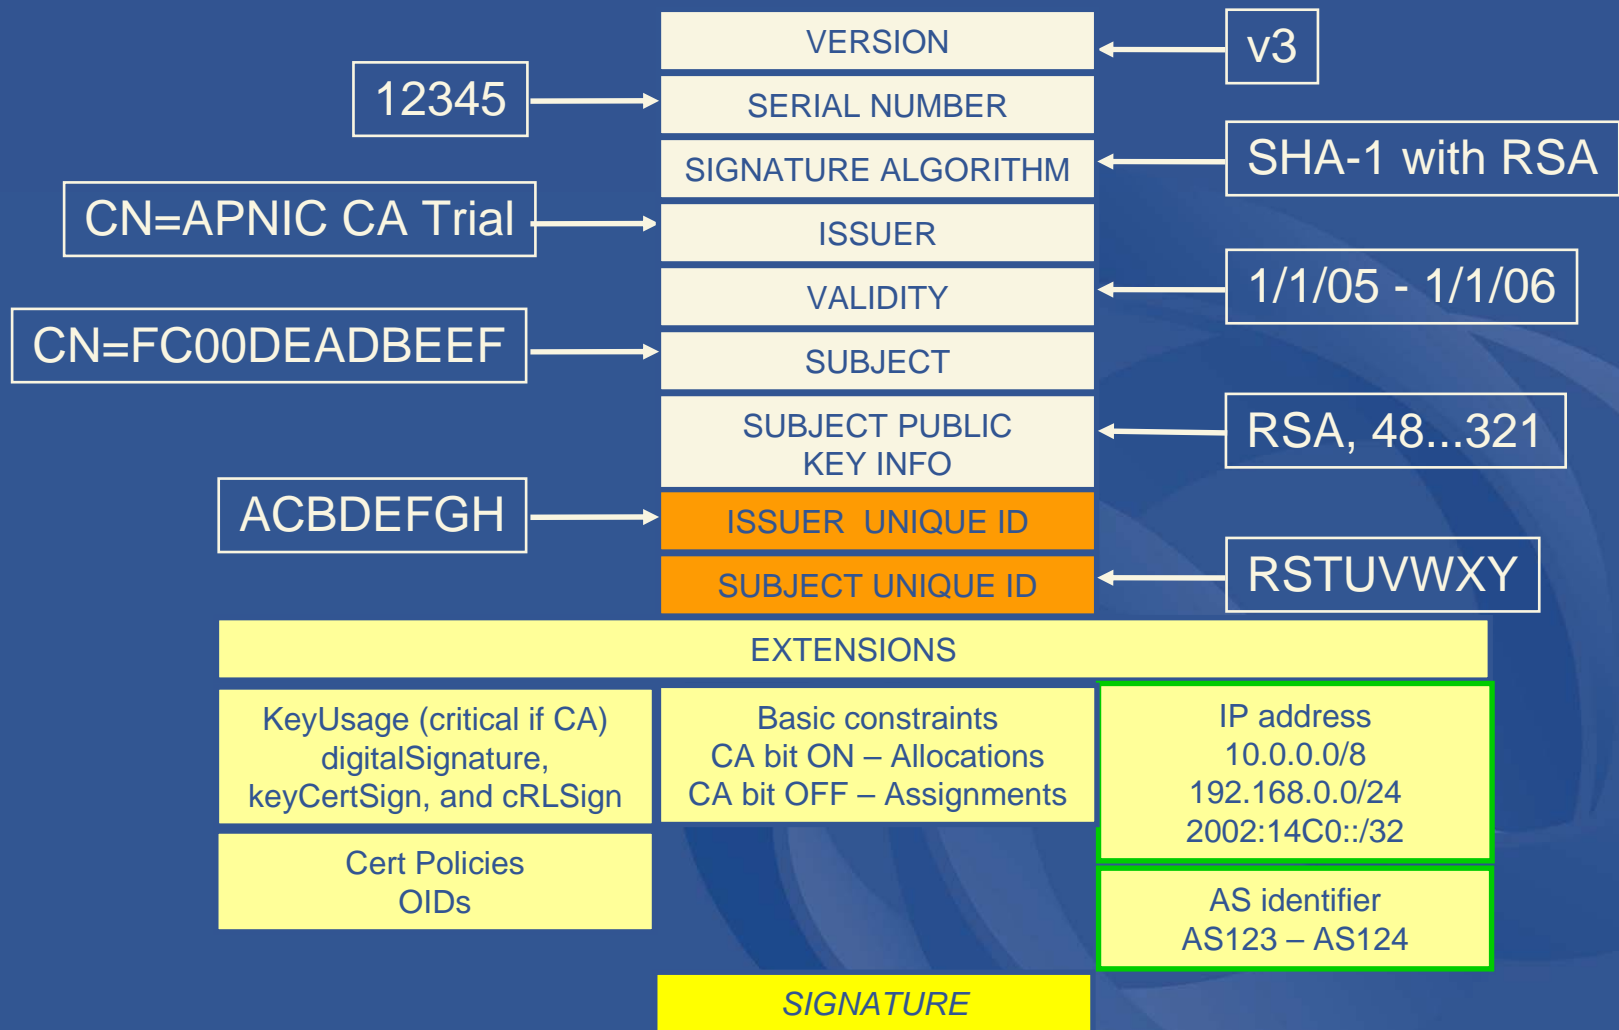 VERSION
v3
12345
SERIAL NUMBER
SIGNATURE ALGORITHM
SHA-1 with RSA
CN=APNIC CA Trial
ISSUER
VALIDITY
1/1/05 - 1/1/06
CN=FC00DEADBEEF
SUBJECT
SUBJECT PUBLIC
KEY INFO
RSA, 48...321
ACBDEFGH
ISSUER UNIQUE ID
SUBJECT UNIQUE ID
RSTUVWXY
EXTENSIONS
KeyUsage (critical if CA)
digitalSignature,
keyCertSign, and cRLSign
Basic constraints
CA bit ON – Allocations
CA bit OFF – Assignments
IP address
10.0.0.0/8
192.168.0.0/24
2002:14C0::/32
Cert Policies
OIDs
AS identifier
AS123 – AS124
SIGNATURE